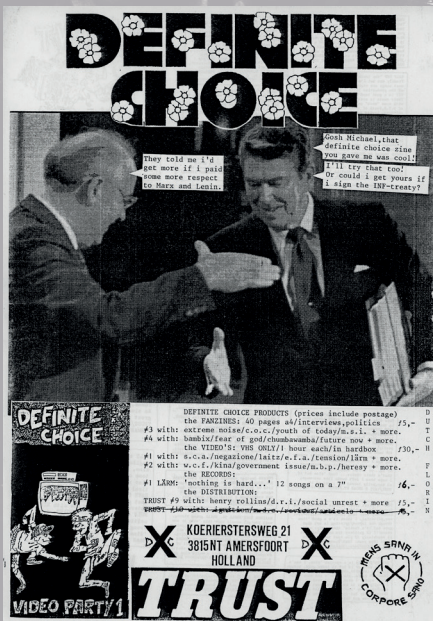 DEFINITE
CHOICE
They told me i'd
get more if i paid
some more respect
to Marx and Lenin.
Gosh Michael,that
definite choice zine
you gave me was cool!
I'll try that too!
Or could i get yours if
i sign the INF-treaty?
DEFINITE
CHOICE
VIDEO PARTY/1
DEFINITE CHOICE PRODUCTS (prices include postage)
the FANZINES: 40 pages a4/interviews,politics ƒ5,-
#3 with: extreme noise/c.o.c./youth of today/m.s.i. + more.
#4 with: bambix/fear of god/chumbawamba/future now + more.
the VIDEO'S: VHS ONLY/1 hour each/in hardbox ƒ30,-
#1 with: s.c.a./negazione/laitz/e.f.a./tension/lärm + more.
#2 with: w.c.f./kina/government issue/m.b.p./heresy + more.
the RECORDS:
#1 LÄRM: 'nothing is hard...' 12 songs on a 7" ƒ6,-
the DISTRIBUTION:
TRUST #9 with: henry rollins/d.r.i./social unrest + more ƒ5,-
DUTCH FLORIN
D X C
KOERIERSTERSWEG 21
3815NT AMERSFOORT
HOLLAND
D X C
TRUST
MENS SANA IN
CORPORE SANO